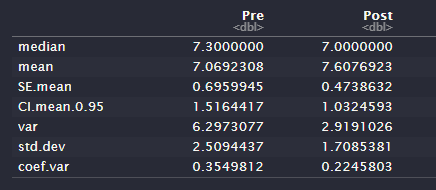 Pre Post
<dbl> <dbl>
median 7.3000000 7.0000000
mean 7.0692308 7.6076923
SE.mean 0.6959945 0.4738632
CI.mean.0.95 1.5164417 1.0324593
var 6.2973077 2.9191026
std.dev 2.5094437 1.7085381
coef.var 0.3549812 0.2245803